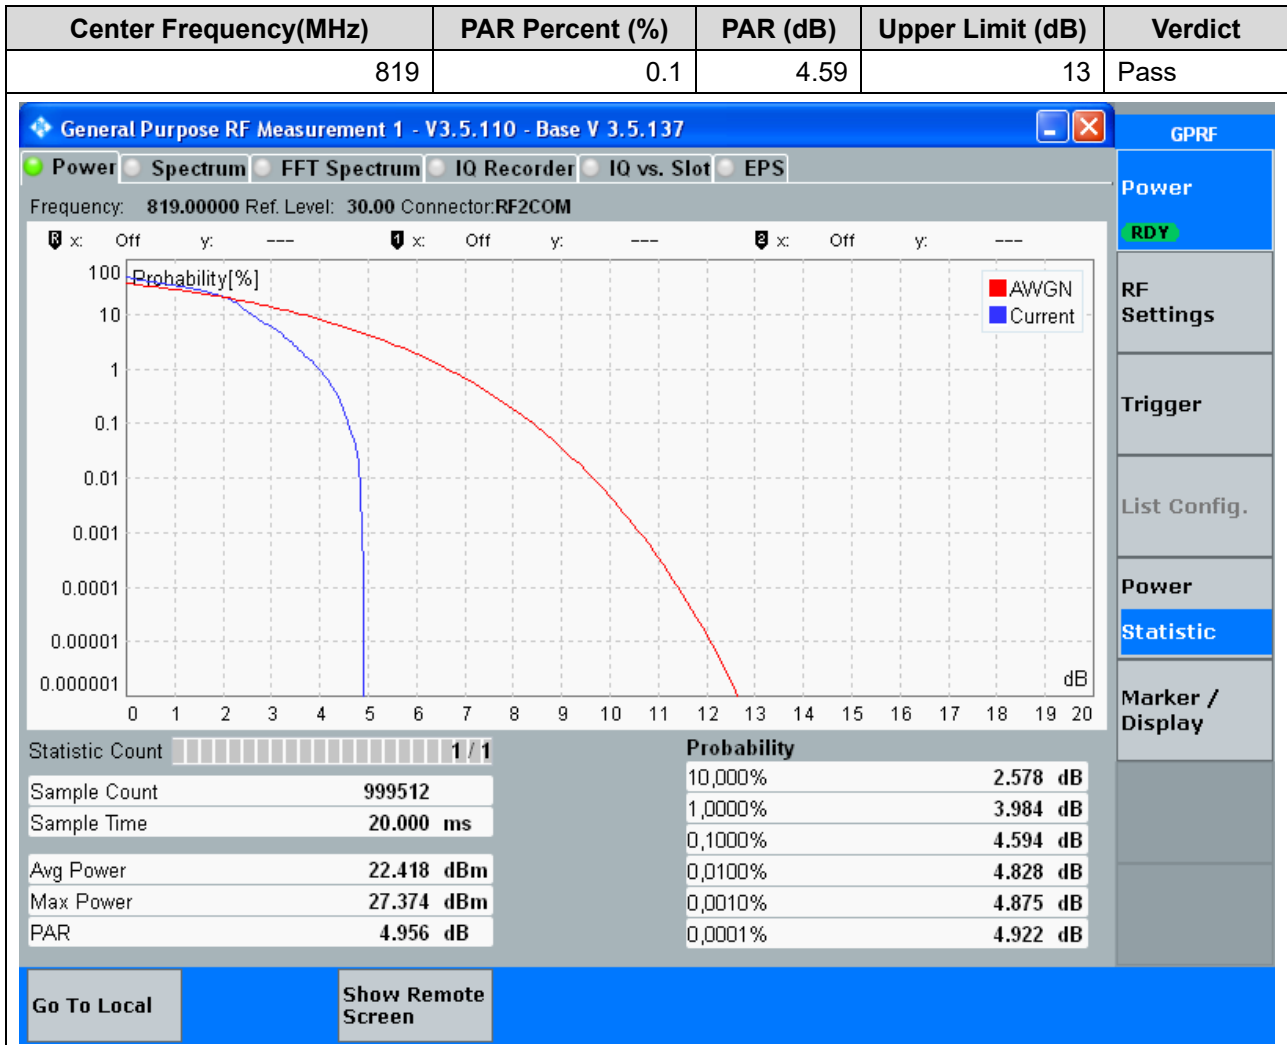 Center Frequency(MHz) PAR Percent (%) PAR (dB) Upper Limit (dB) Verdict
819 0.1 4.59 13 Pass
General Purpose RF Measurement 1 - V3.5.110 - Base V 3.5.137
GPRF
Power Spectrum FFT Spectrum IQ Recorder IQ vs. Slot EPS
Power
RDY
Frequency: 819.00000 Ref. Level: 30.00 Connector:RF2COM
R x: Off y: --- 1 x: Off y: --- 2 x: Off y: ---
Probability[%]
AWGN
Current
100
10
1
0.1
0.01
0.001
0.0001
0.00001
0.000001
dB
0 1 2 3 4 5 6 7 8 9 10 11 12 13 14 15 16 17 18 19 20
RF
Settings
Trigger
List Config.
Power
Statistic
Marker /
Display
Statistic Count 1 / 1
Sample Count 999512
Sample Time 20.000 ms
Avg Power 22.418 dBm
Max Power 27.374 dBm
PAR 4.956 dB
Probability
10,000% 2.578 dB
1,0000% 3.984 dB
0,1000% 4.594 dB
0,0100% 4.828 dB
0,0010% 4.875 dB
0,0001% 4.922 dB
Go To Local
Show Remote
Screen